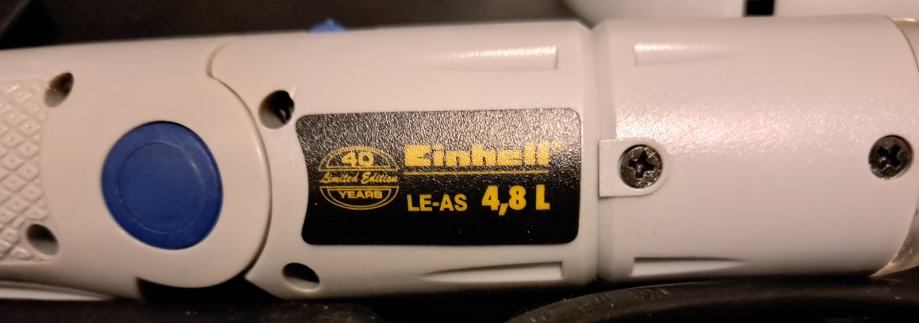 40
Limited Edition
YEARS
Einhell®
LE-AS 4,8 L